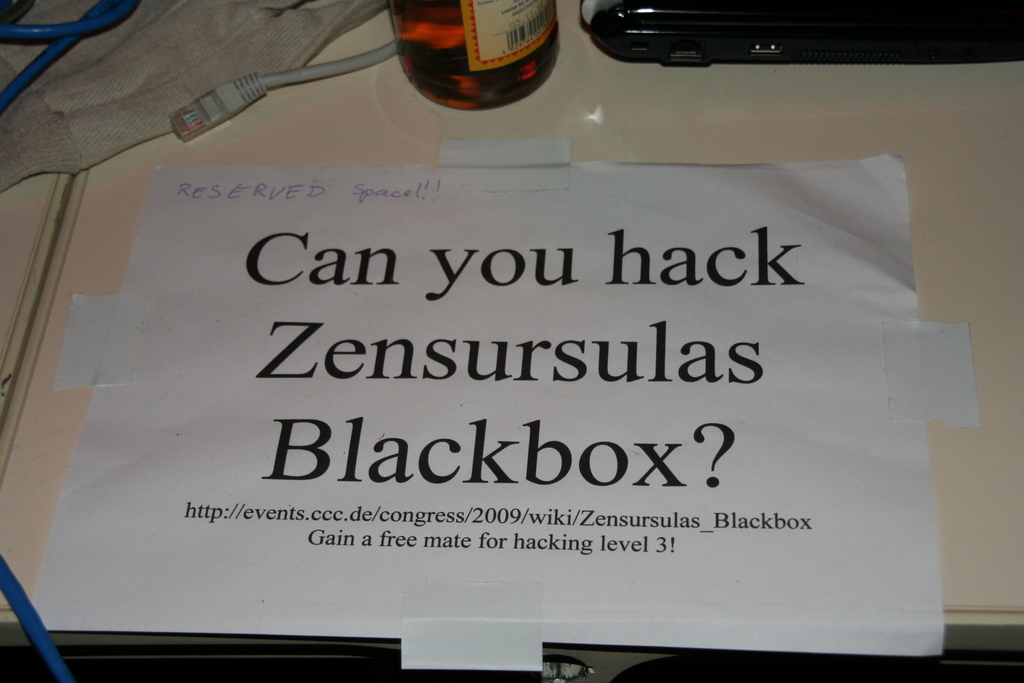 RESERVED Space!!!
Can you hack
Zensursulas
Blackbox?
http://events.ccc.de/congress/2009/wiki/Zensursulas_Blackbox
Gain a free mate for hacking level 3!